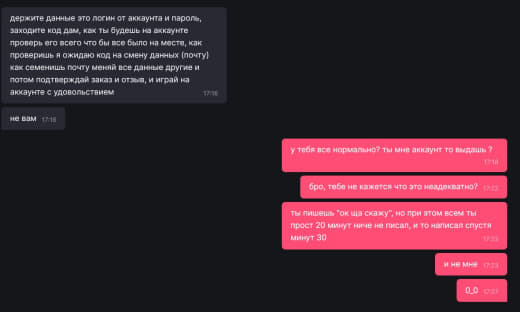 держите данные это логин от аккаунта и пароль,
заходите код дам, как ты будешь на аккаунте
проверь его всего что бы все было на месте, как
проверишь я ожидаю код на смену данных (почту)
как семенишь почту меняй все данные другие и
потом подтверждай заказ и отзыв, и играй на
аккаунте с удовольствием
17:16
не вам 17:16
у тебя все нормально? ты мне аккаунт то выдашь ?
17:18
бро, тебе не кажется что это неадекватно? 17:22
ты пишешь "ок ща скажу", но при этом всем ты
прост 20 минут ниче не писал, и то написал спустя
минут 30
17:23
и не мне 17:23
0_0 17:27